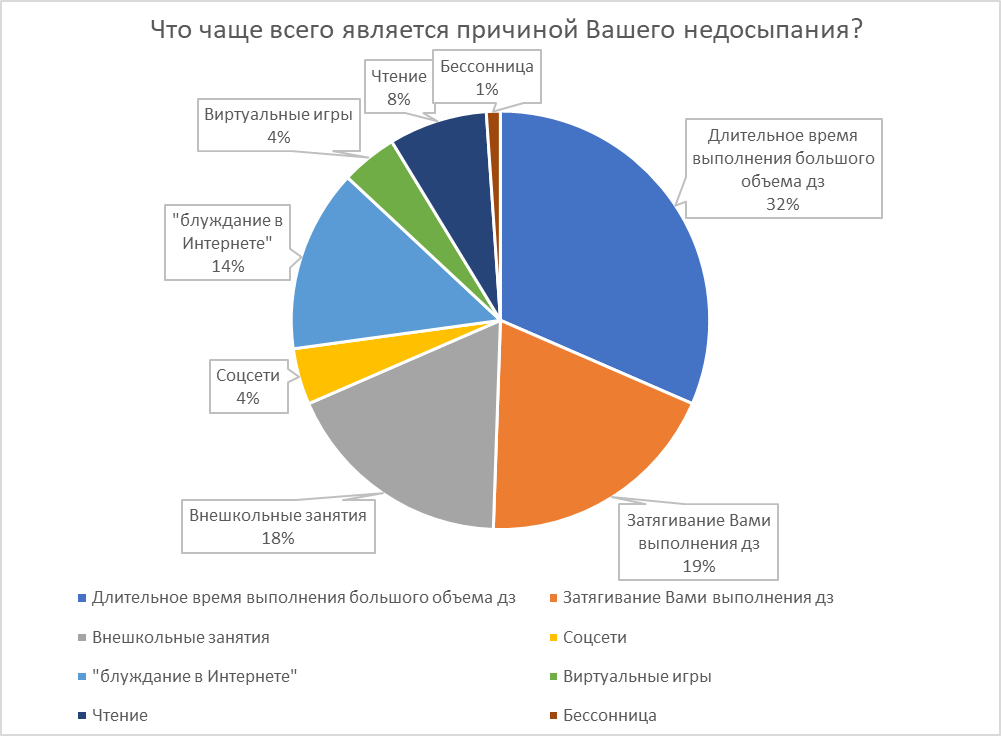 Что чаще всего является причиной Вашего недосыпания?
Бессонница
1%
Чтение
8%
Виртуальные игры
4%
Длительное время
выполнения большого
объема дз
32%
"блуждание в
Интернете"
14%
Соцсети
4%
Внешкольные занятия
18%
Затягивание Вами
выполнения дз
19%
Длительное время выполнения большого объема дз
Затягивание Вами выполнения дз
Внешкольные занятия
Соцсети
"блуждание в Интернете"
Виртуальные игры
Чтение
Бессонница